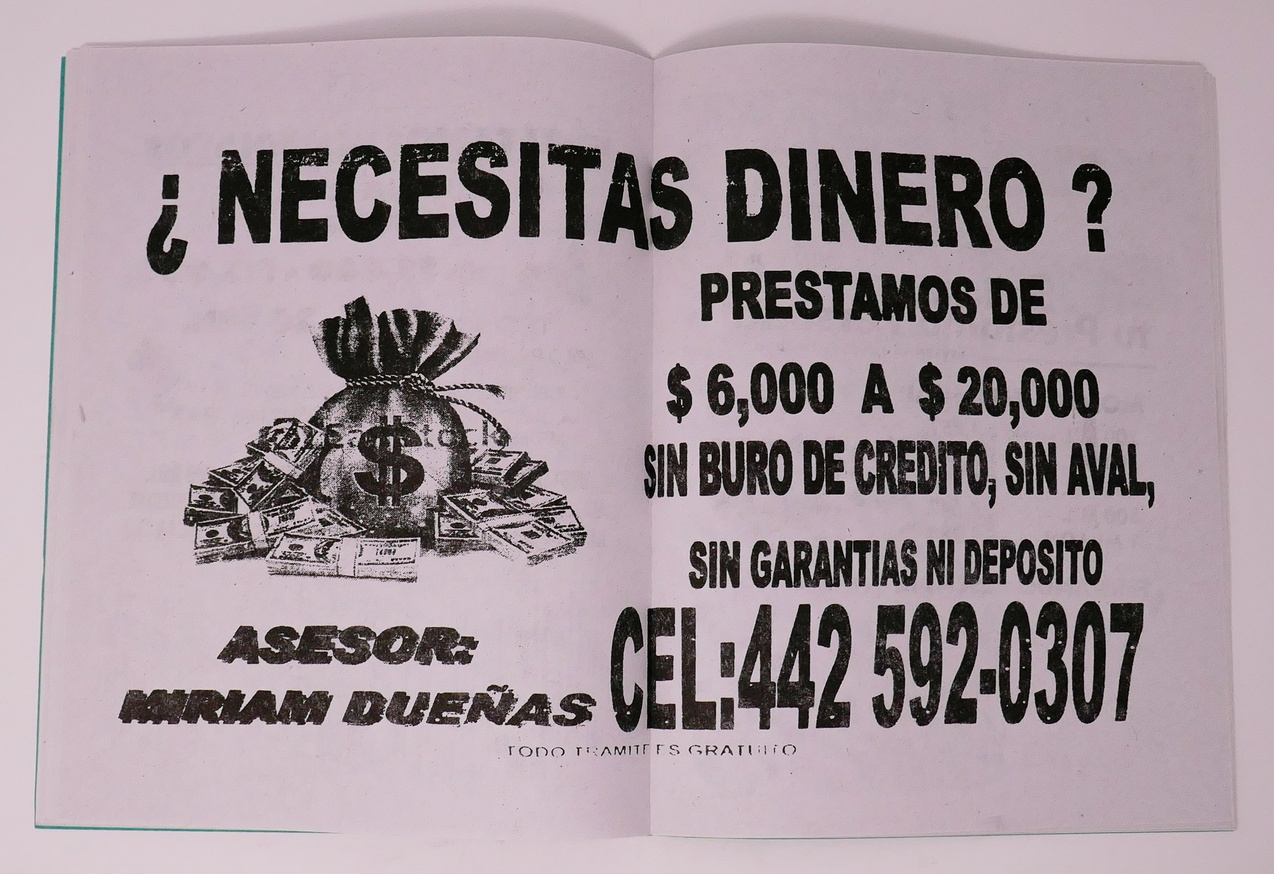 ¿ NECESITAS DINERO ?
PRESTAMOS DE
$ 6,000 A $ 20,000
SIN BURO DE CREDITO, SIN AVAL,
SIN GARANTIAS NI DEPOSITO
$
ASESOR:
MIRIAM DUEÑAS
CEL:442 592-0307
TODO TRAMITE ES GRATUITO